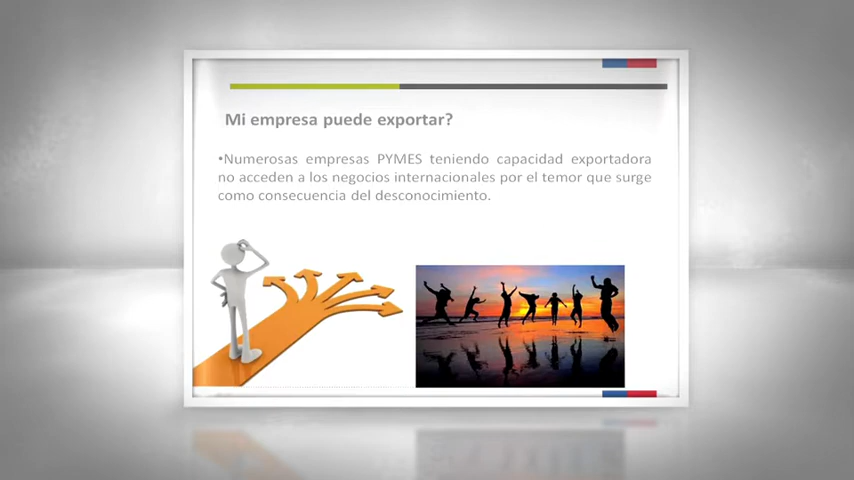 Mi empresa puede exportar?
•Numerosas empresas PYMES teniendo capacidad exportadora
no acceden a los negocios internacionales por el temor que surge
como consecuencia del desconocimiento.